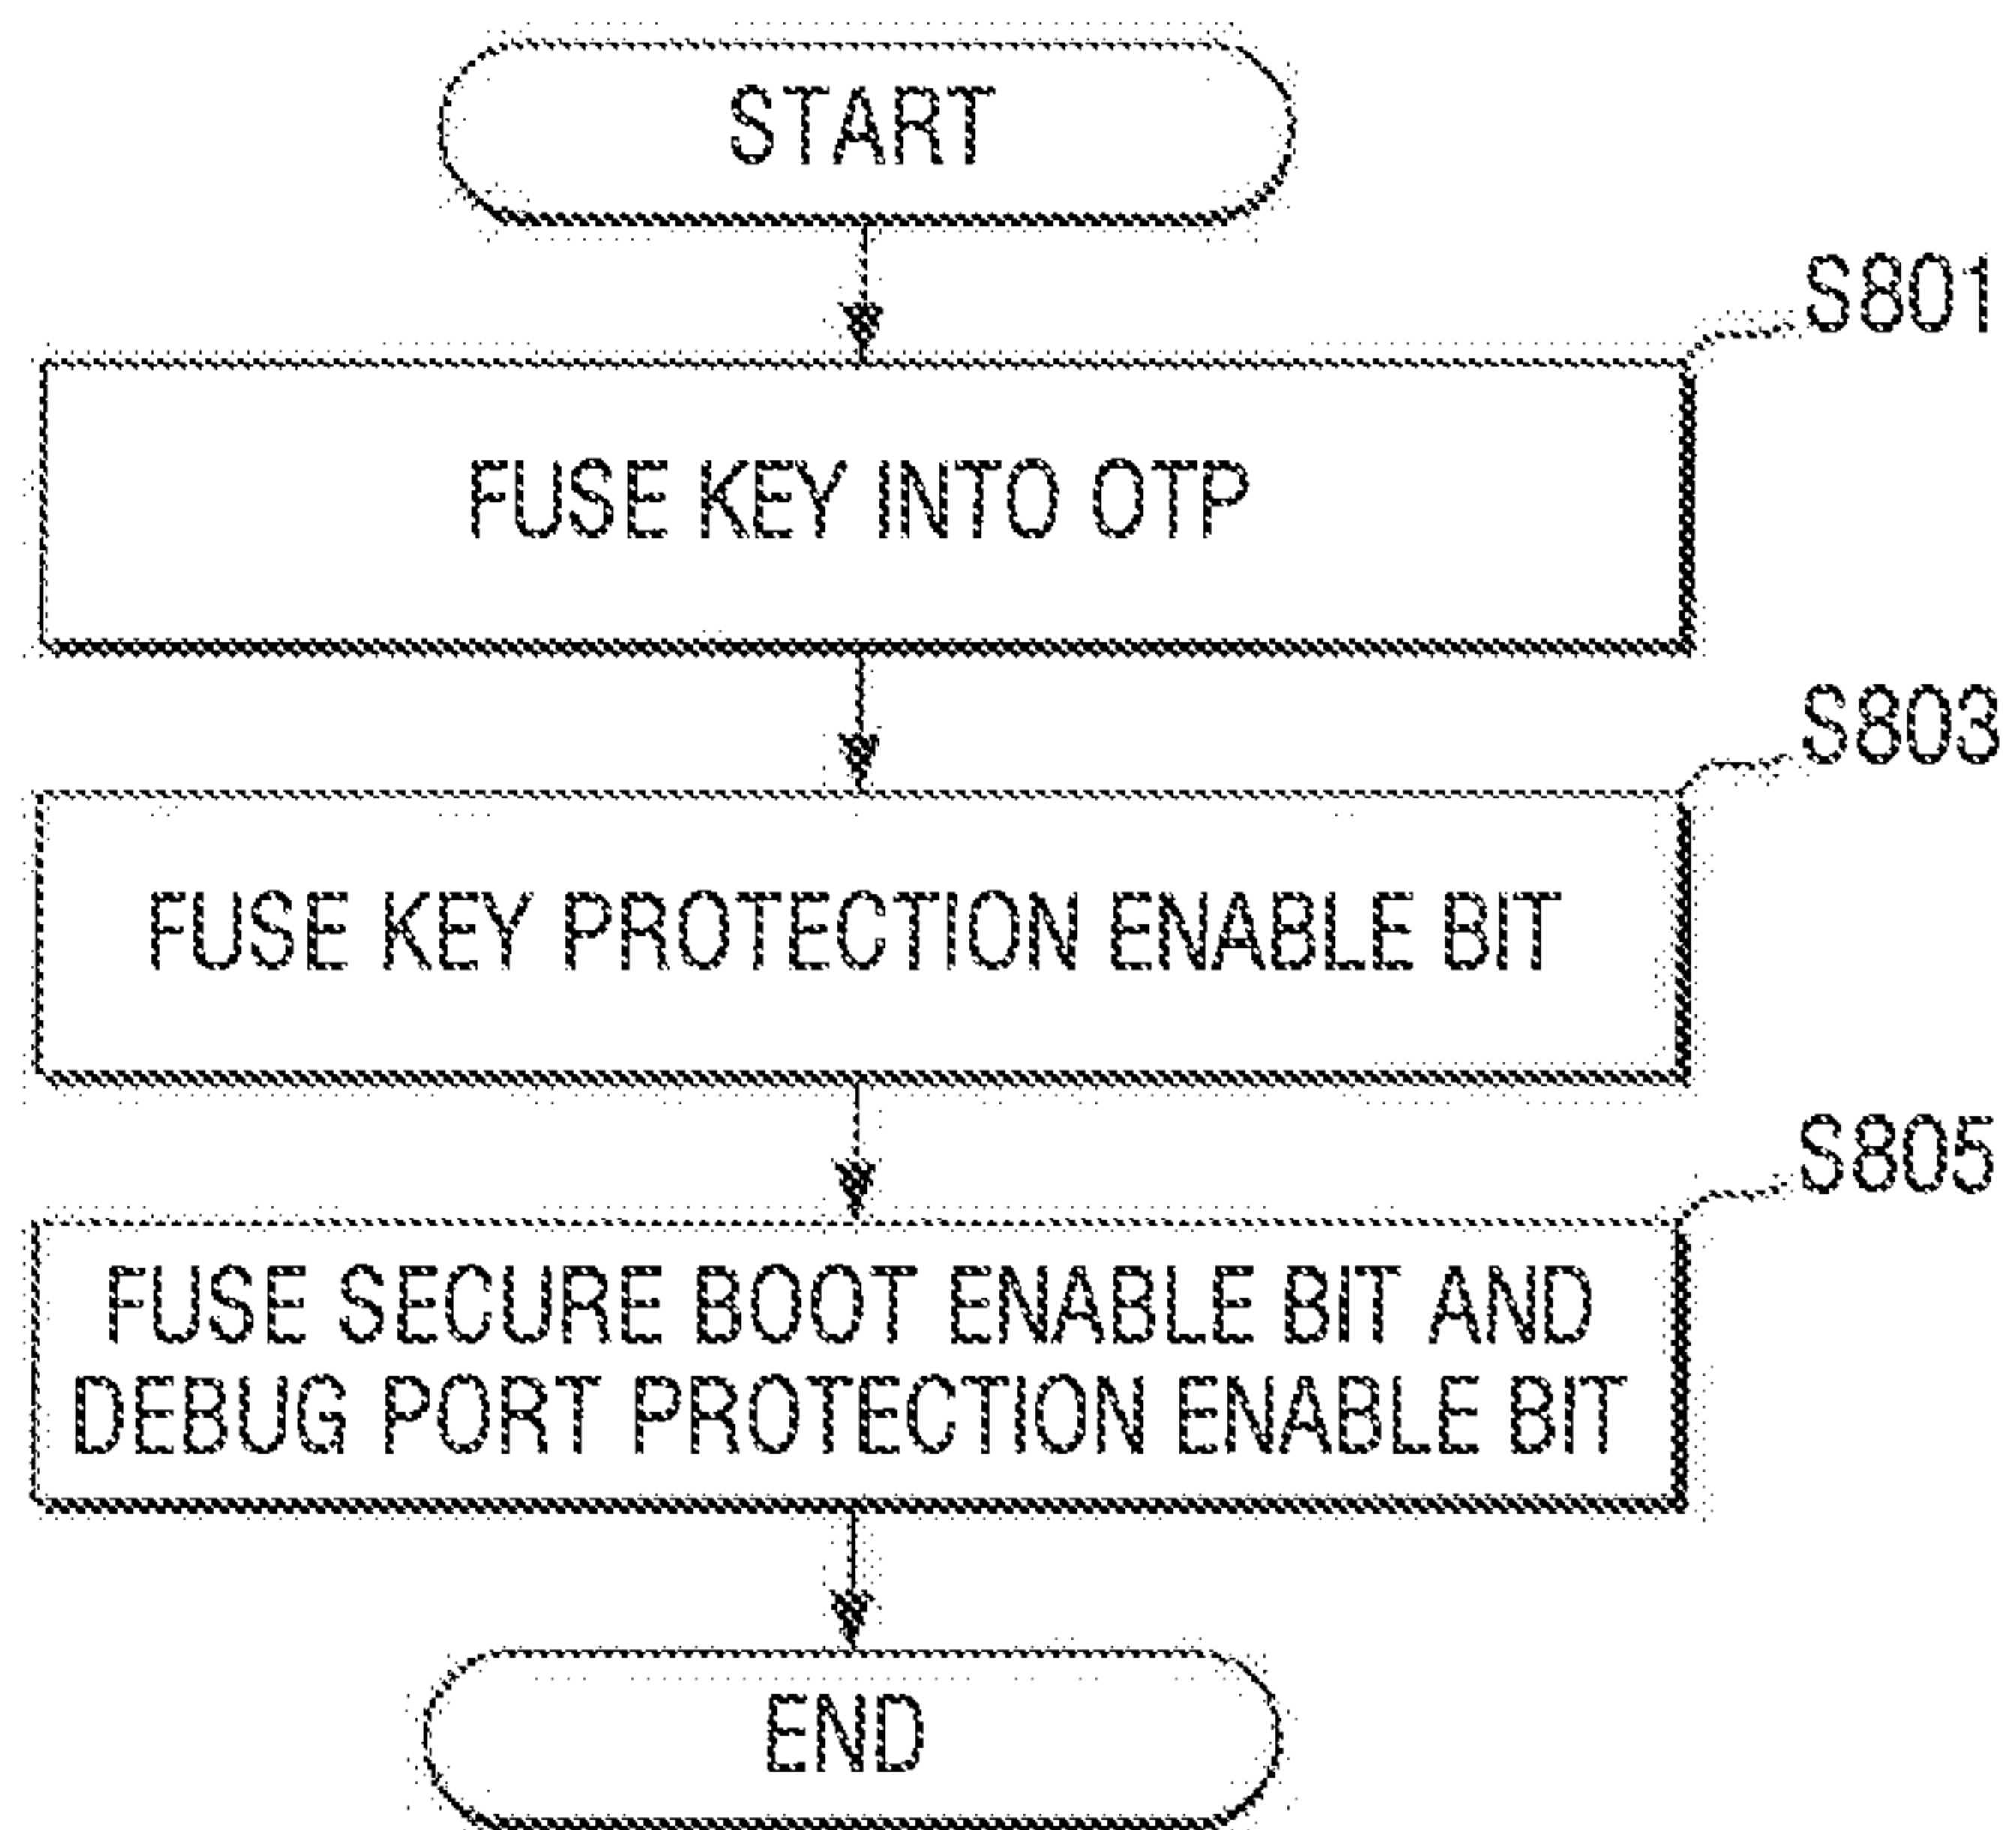 START
S801
FUSE KEY INTO OTP
S803
FUSE KEY PROTECTION ENABLE BIT
S805
FUSE SECURE BOOT ENABLE BIT AND
DEBUG PORT PROTECTION ENABLE BIT
END